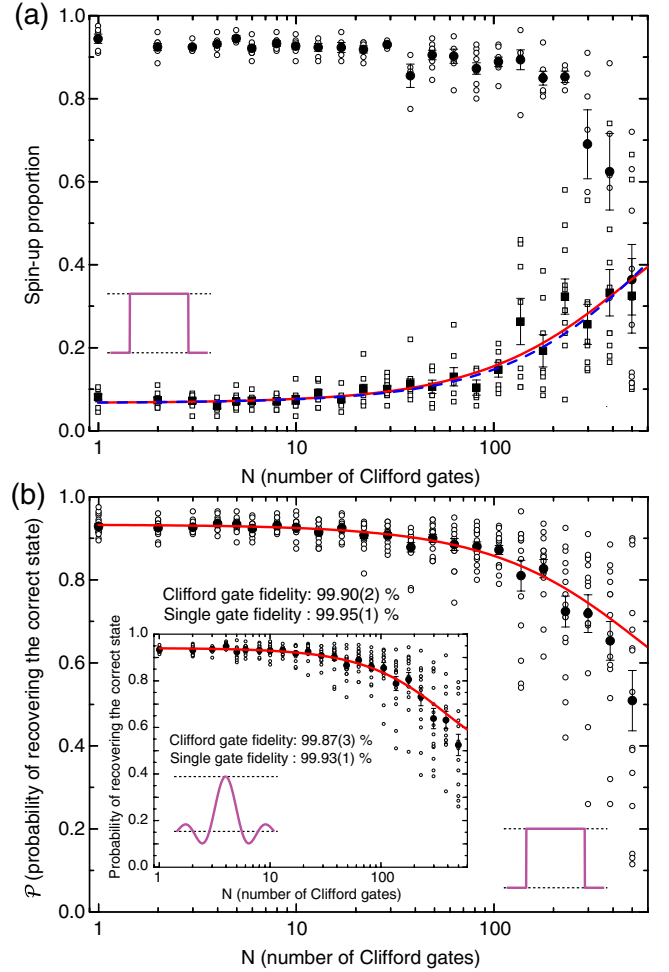 (a)
1.0
0.8
0.6
0.4
0.2
0.0
Spin-up proportion
1
10
100
N (number of Clifford gates)
(b)
1.0
0.8
0.6
0.4
0.2
0.0
𝒫 (probability of recovering the correct state)
Clifford gate fidelity: 99.90(2) %
Single gate fidelity : 99.95(1) %
1.0
0.8
0.6
0.4
0.2
0.0
Probability of recovering the correct state
Clifford gate fidelity: 99.87(3) %
Single gate fidelity : 99.93(1) %
1
10
100
N (number of Clifford gates)
1
10
100
N (number of Clifford gates)